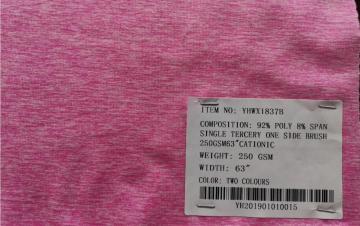 ITEM NO: YHWX1837B
COMPOSITION: 92% POLY 8% SPAN
SINGLE TERCERY ONE SIDE BRUSH
250GSM63"CATIONIC
WEIGHT: 250 GSM
WIDTH: 63"
COLOR: TWO COLOURS
YH201901010015